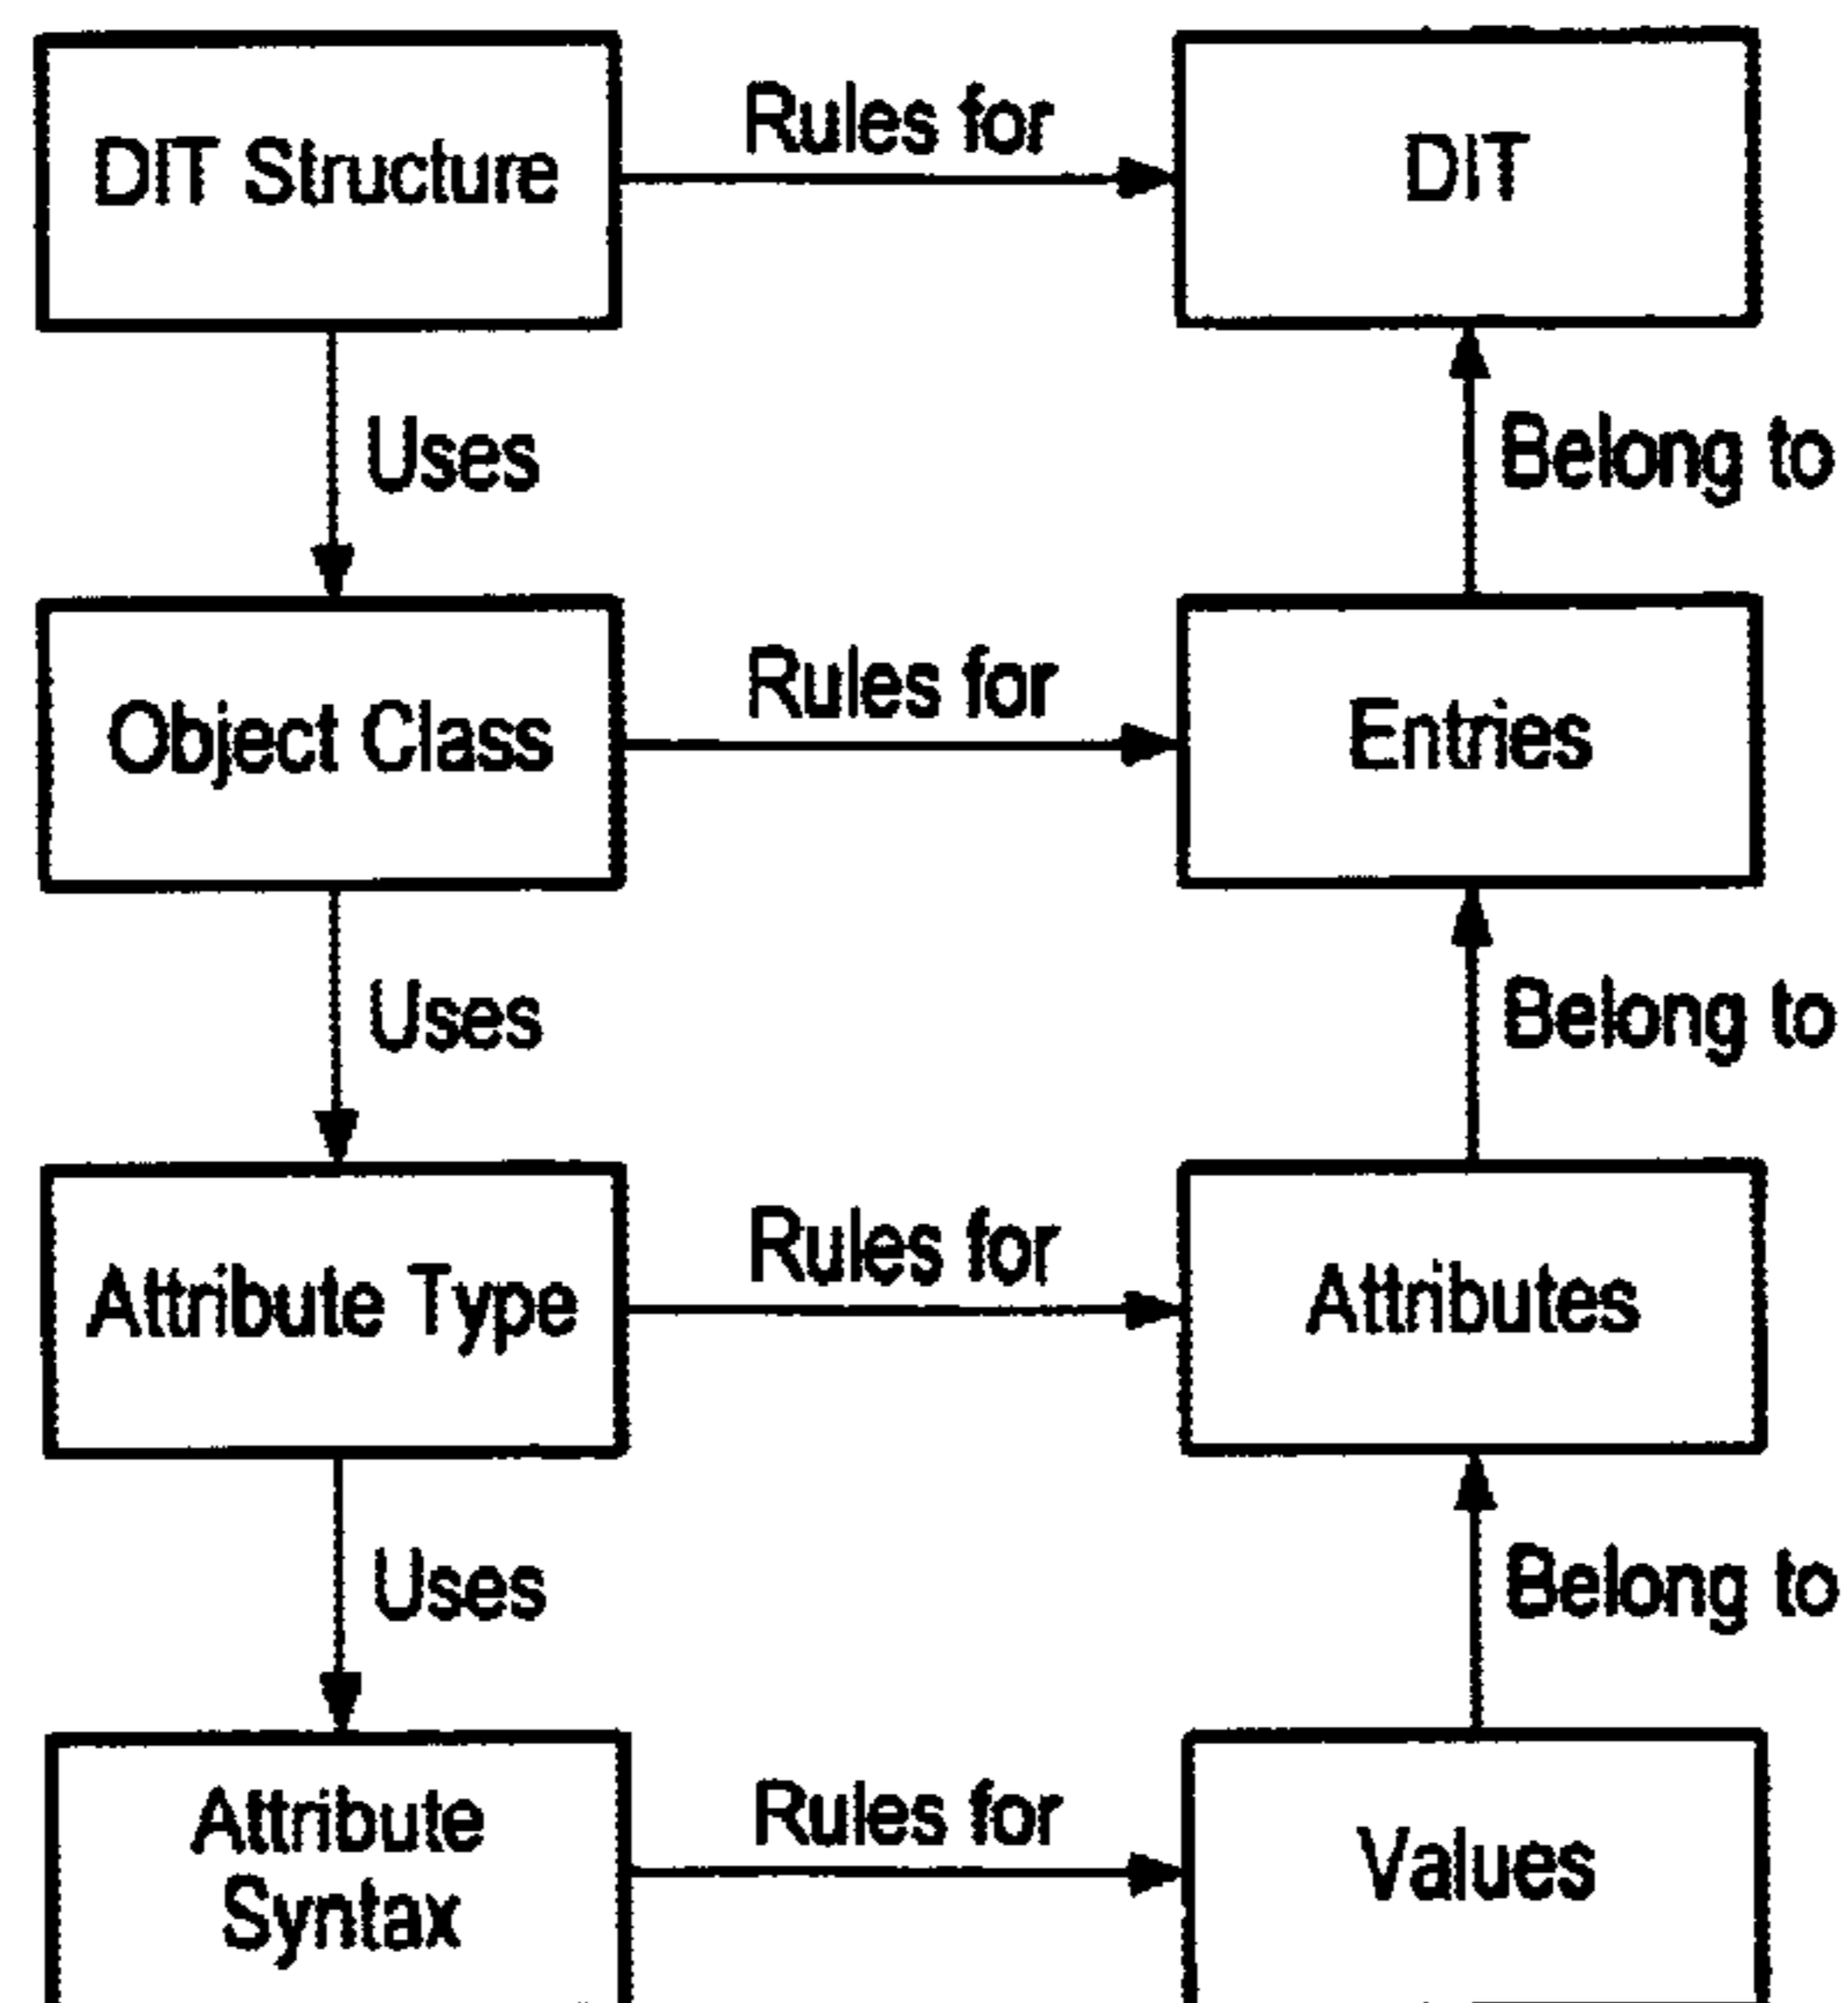 DIT Structure
Rules for
DIT
Uses
Belong to
Object Class
Rules for
Entries
Uses
Belong to
Attribute Type
Rules for
Attributes
Uses
Belong to
Attribute
Syntax
Rules for
Values